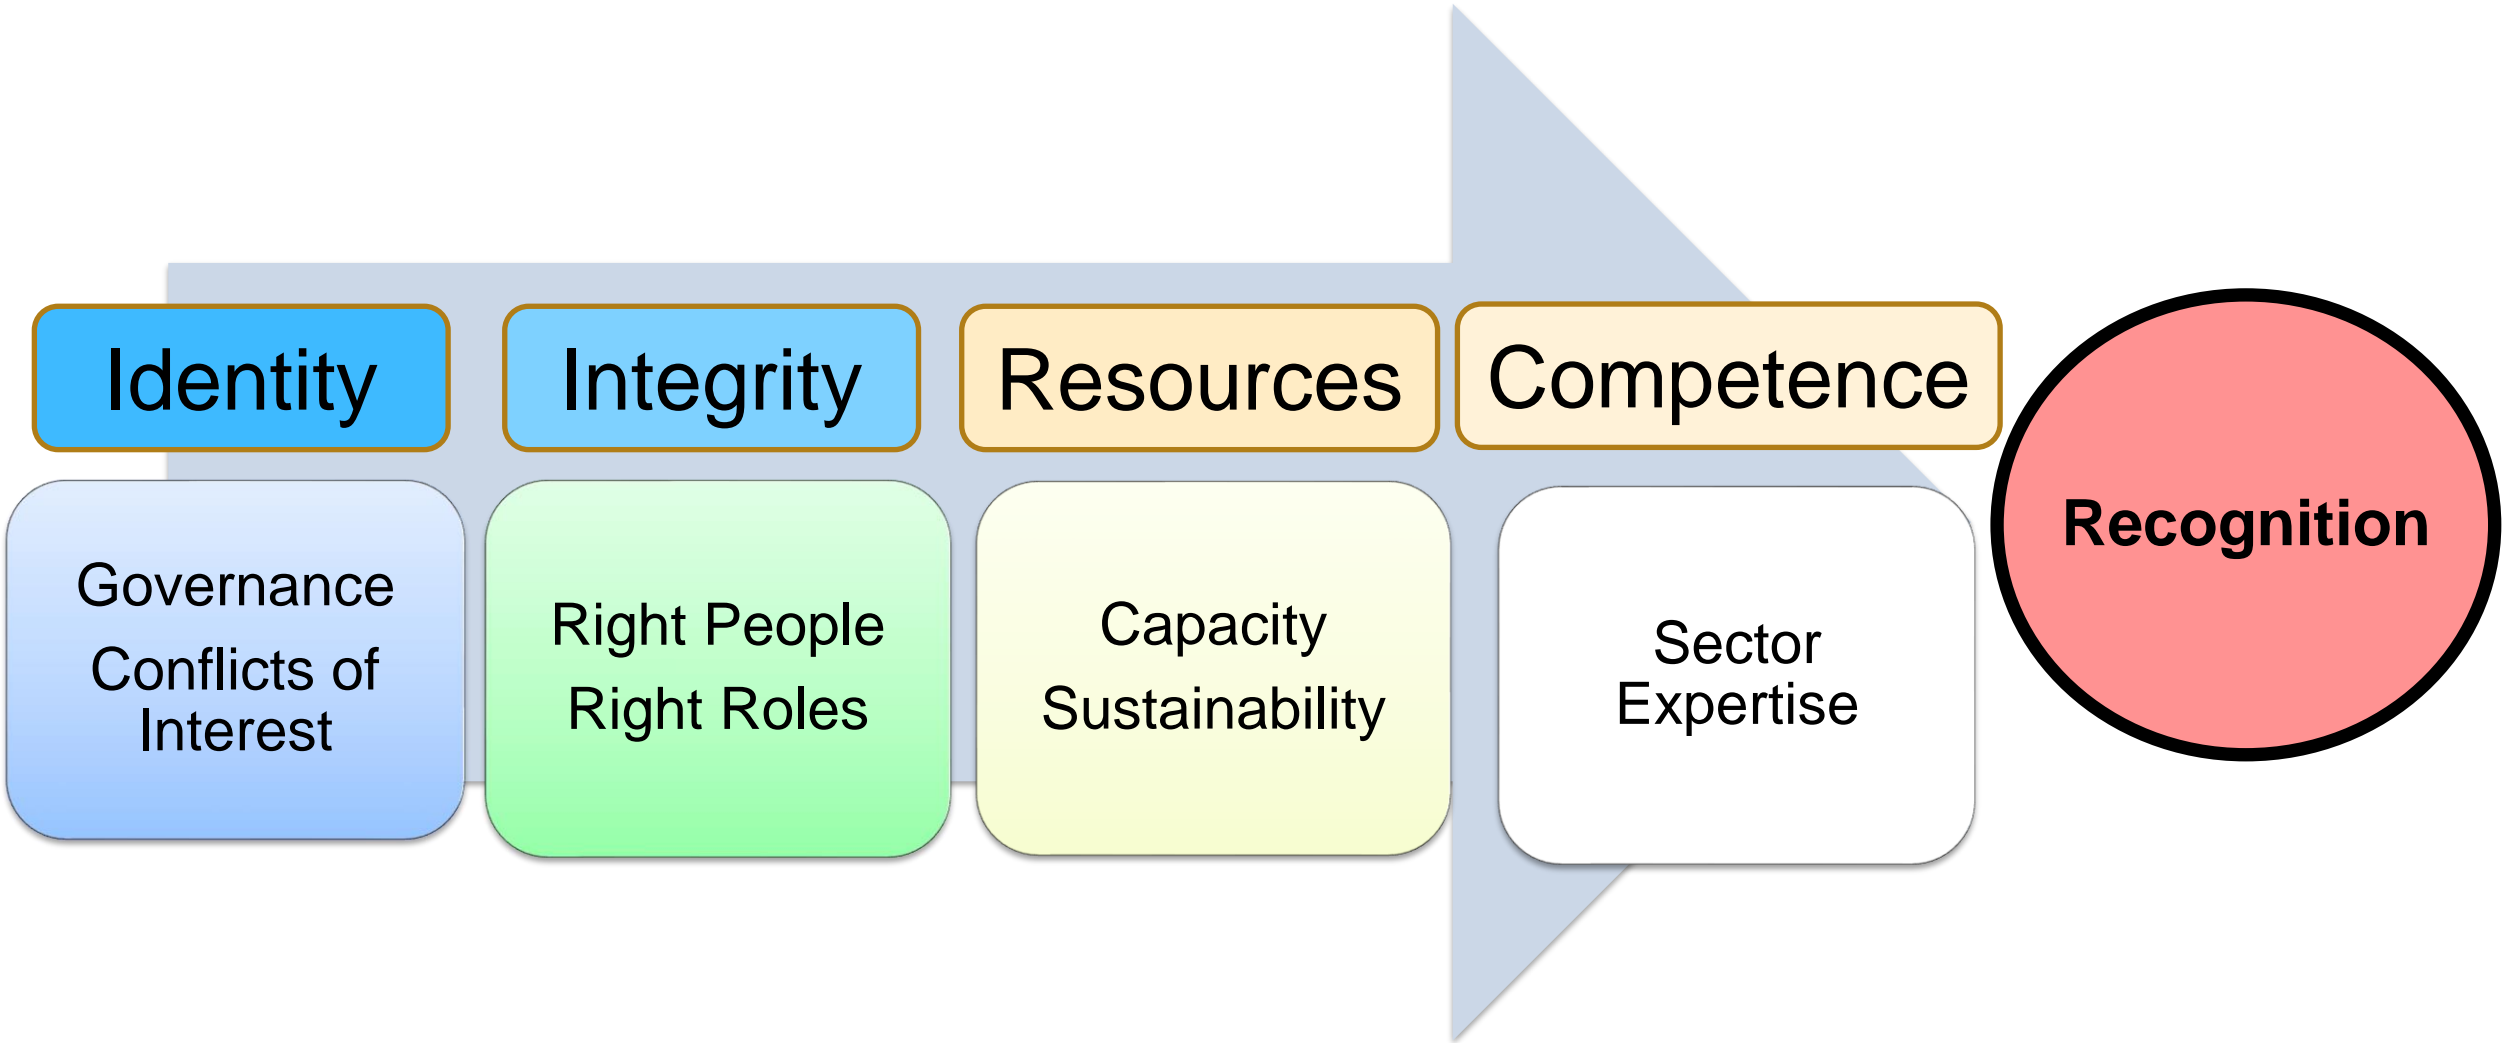 Identity
Integrity
Resources
Competence
Governance
Conflicts of
Interest
Right People
Right Roles
Capacity
Sustainability
Sector
Expertise
Recognition